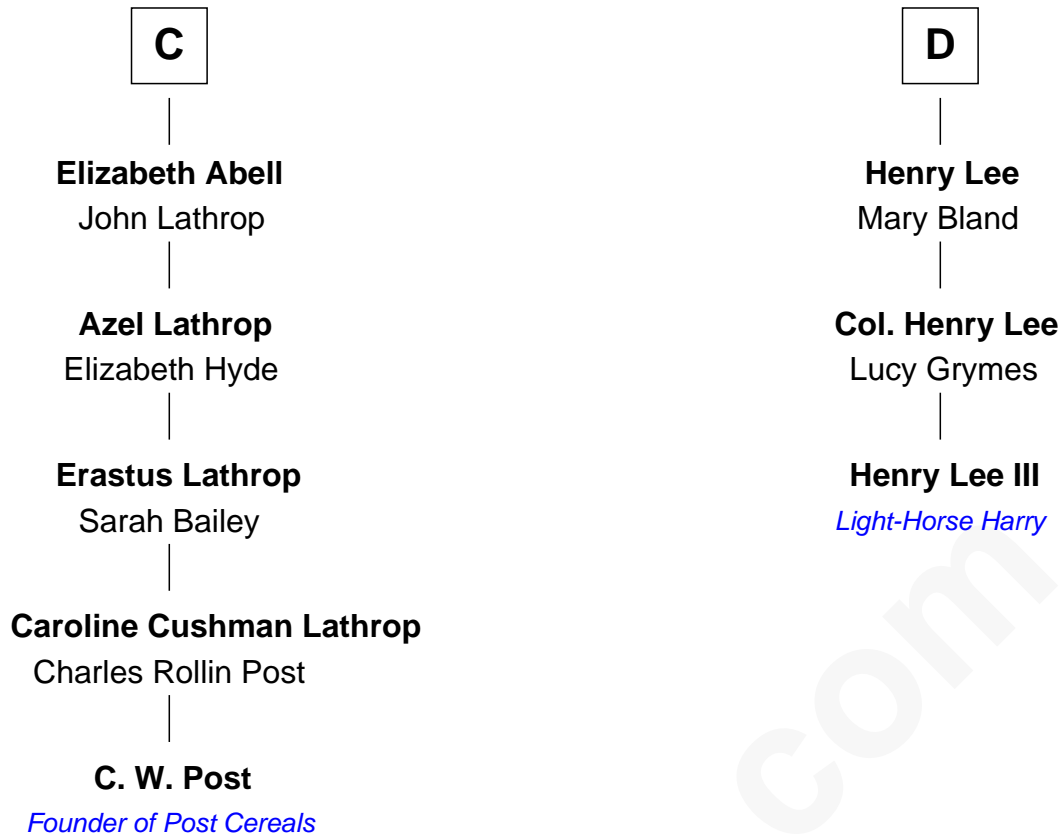 C
Elizabeth Abell
John Lathrop
Azel Lathrop
Elizabeth Hyde
Erastus Lathrop
Sarah Bailey
Caroline Cushman Lathrop
Charles Rollin Post
C. W. Post
Founder of Post Cereals
D
Henry Lee
Mary Bland
Col. Henry Lee
Lucy Grymes
Henry Lee III
Light-Horse Harry
com